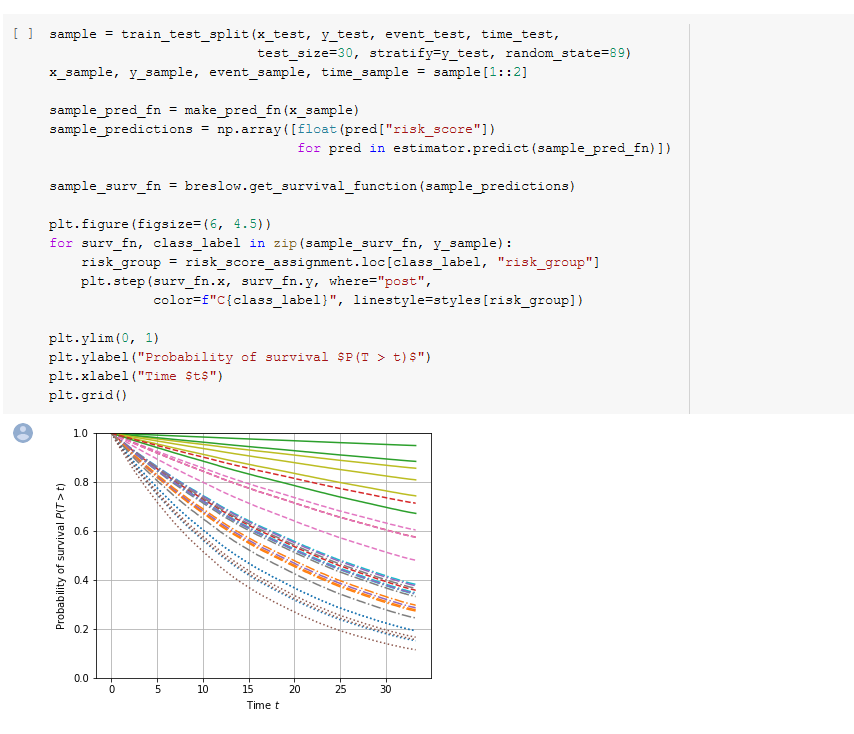 [ ] sample = train_test_split(x_test, y_test, event_test, time_test,
test_size=30, stratify=y_test, random_state=89)
x_sample, y_sample, event_sample, time_sample = sample[1::2]
sample_pred_fn = make_pred_fn(x_sample)
sample_predictions = np.array([float(pred["risk_score"])
for pred in estimator.predict(sample_pred_fn)])
sample_surv_fn = breslow.get_survival_function(sample_predictions)
plt.figure(figsize=(6, 4.5))
for surv_fn, class_label in zip(sample_surv_fn, y_sample):
risk_group = risk_score_assignment.loc[class_label, "risk_group"]
plt.step(surv_fn.x, surv_fn.y, where="post",
color=f"C{class_label}", linestyle=styles[risk_group])
plt.ylim(0, 1)
plt.ylabel("Probability of survival $P(T > t)$")
plt.xlabel("Time $t$")
plt.grid()
1.0
0.8
0.6
0.4
0.2
0.0
Probability of survival P(T > t)
0 5 10 15 20 25 30
Time t